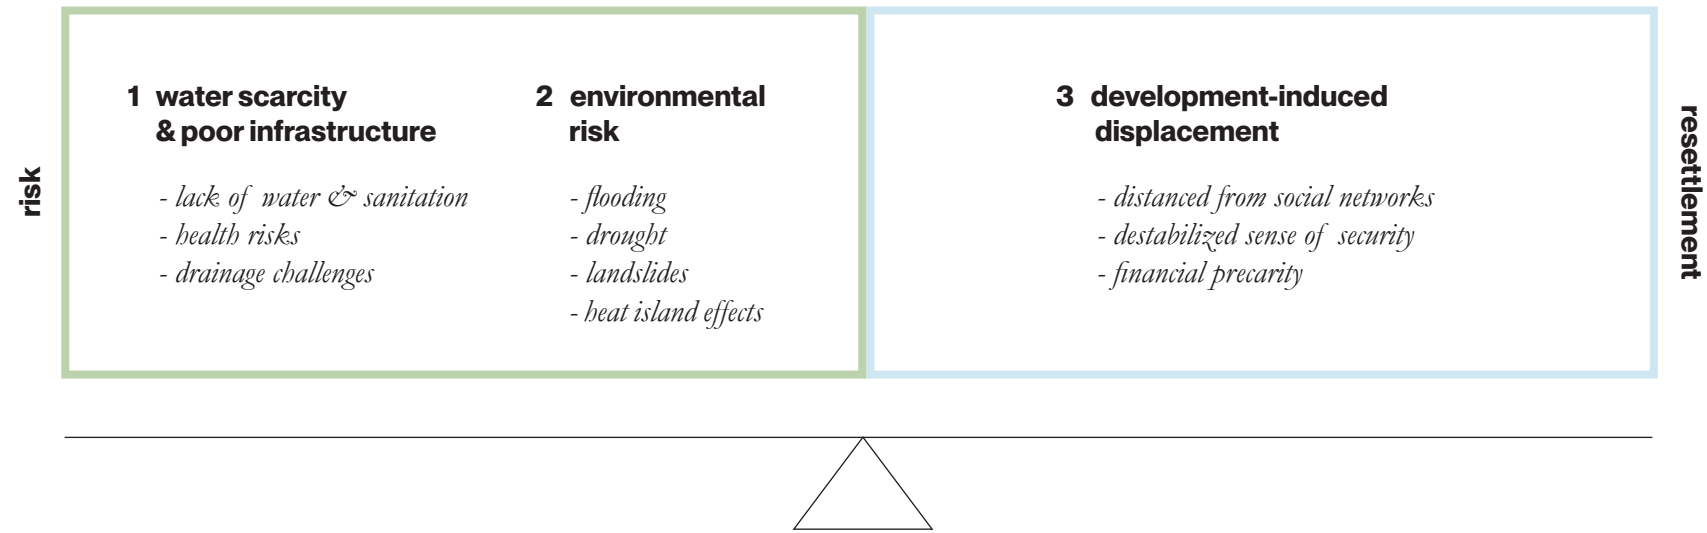 risk
1 water scarcity
& poor infrastructure
- lack of water & sanitation
- health risks
- drainage challenges
2 environmental
risk
- flooding
- drought
- landslides
- heat island effects
3 development-induced
displacement
- distanced from social networks
- destabilized sense of security
- financial precarity
resettlement